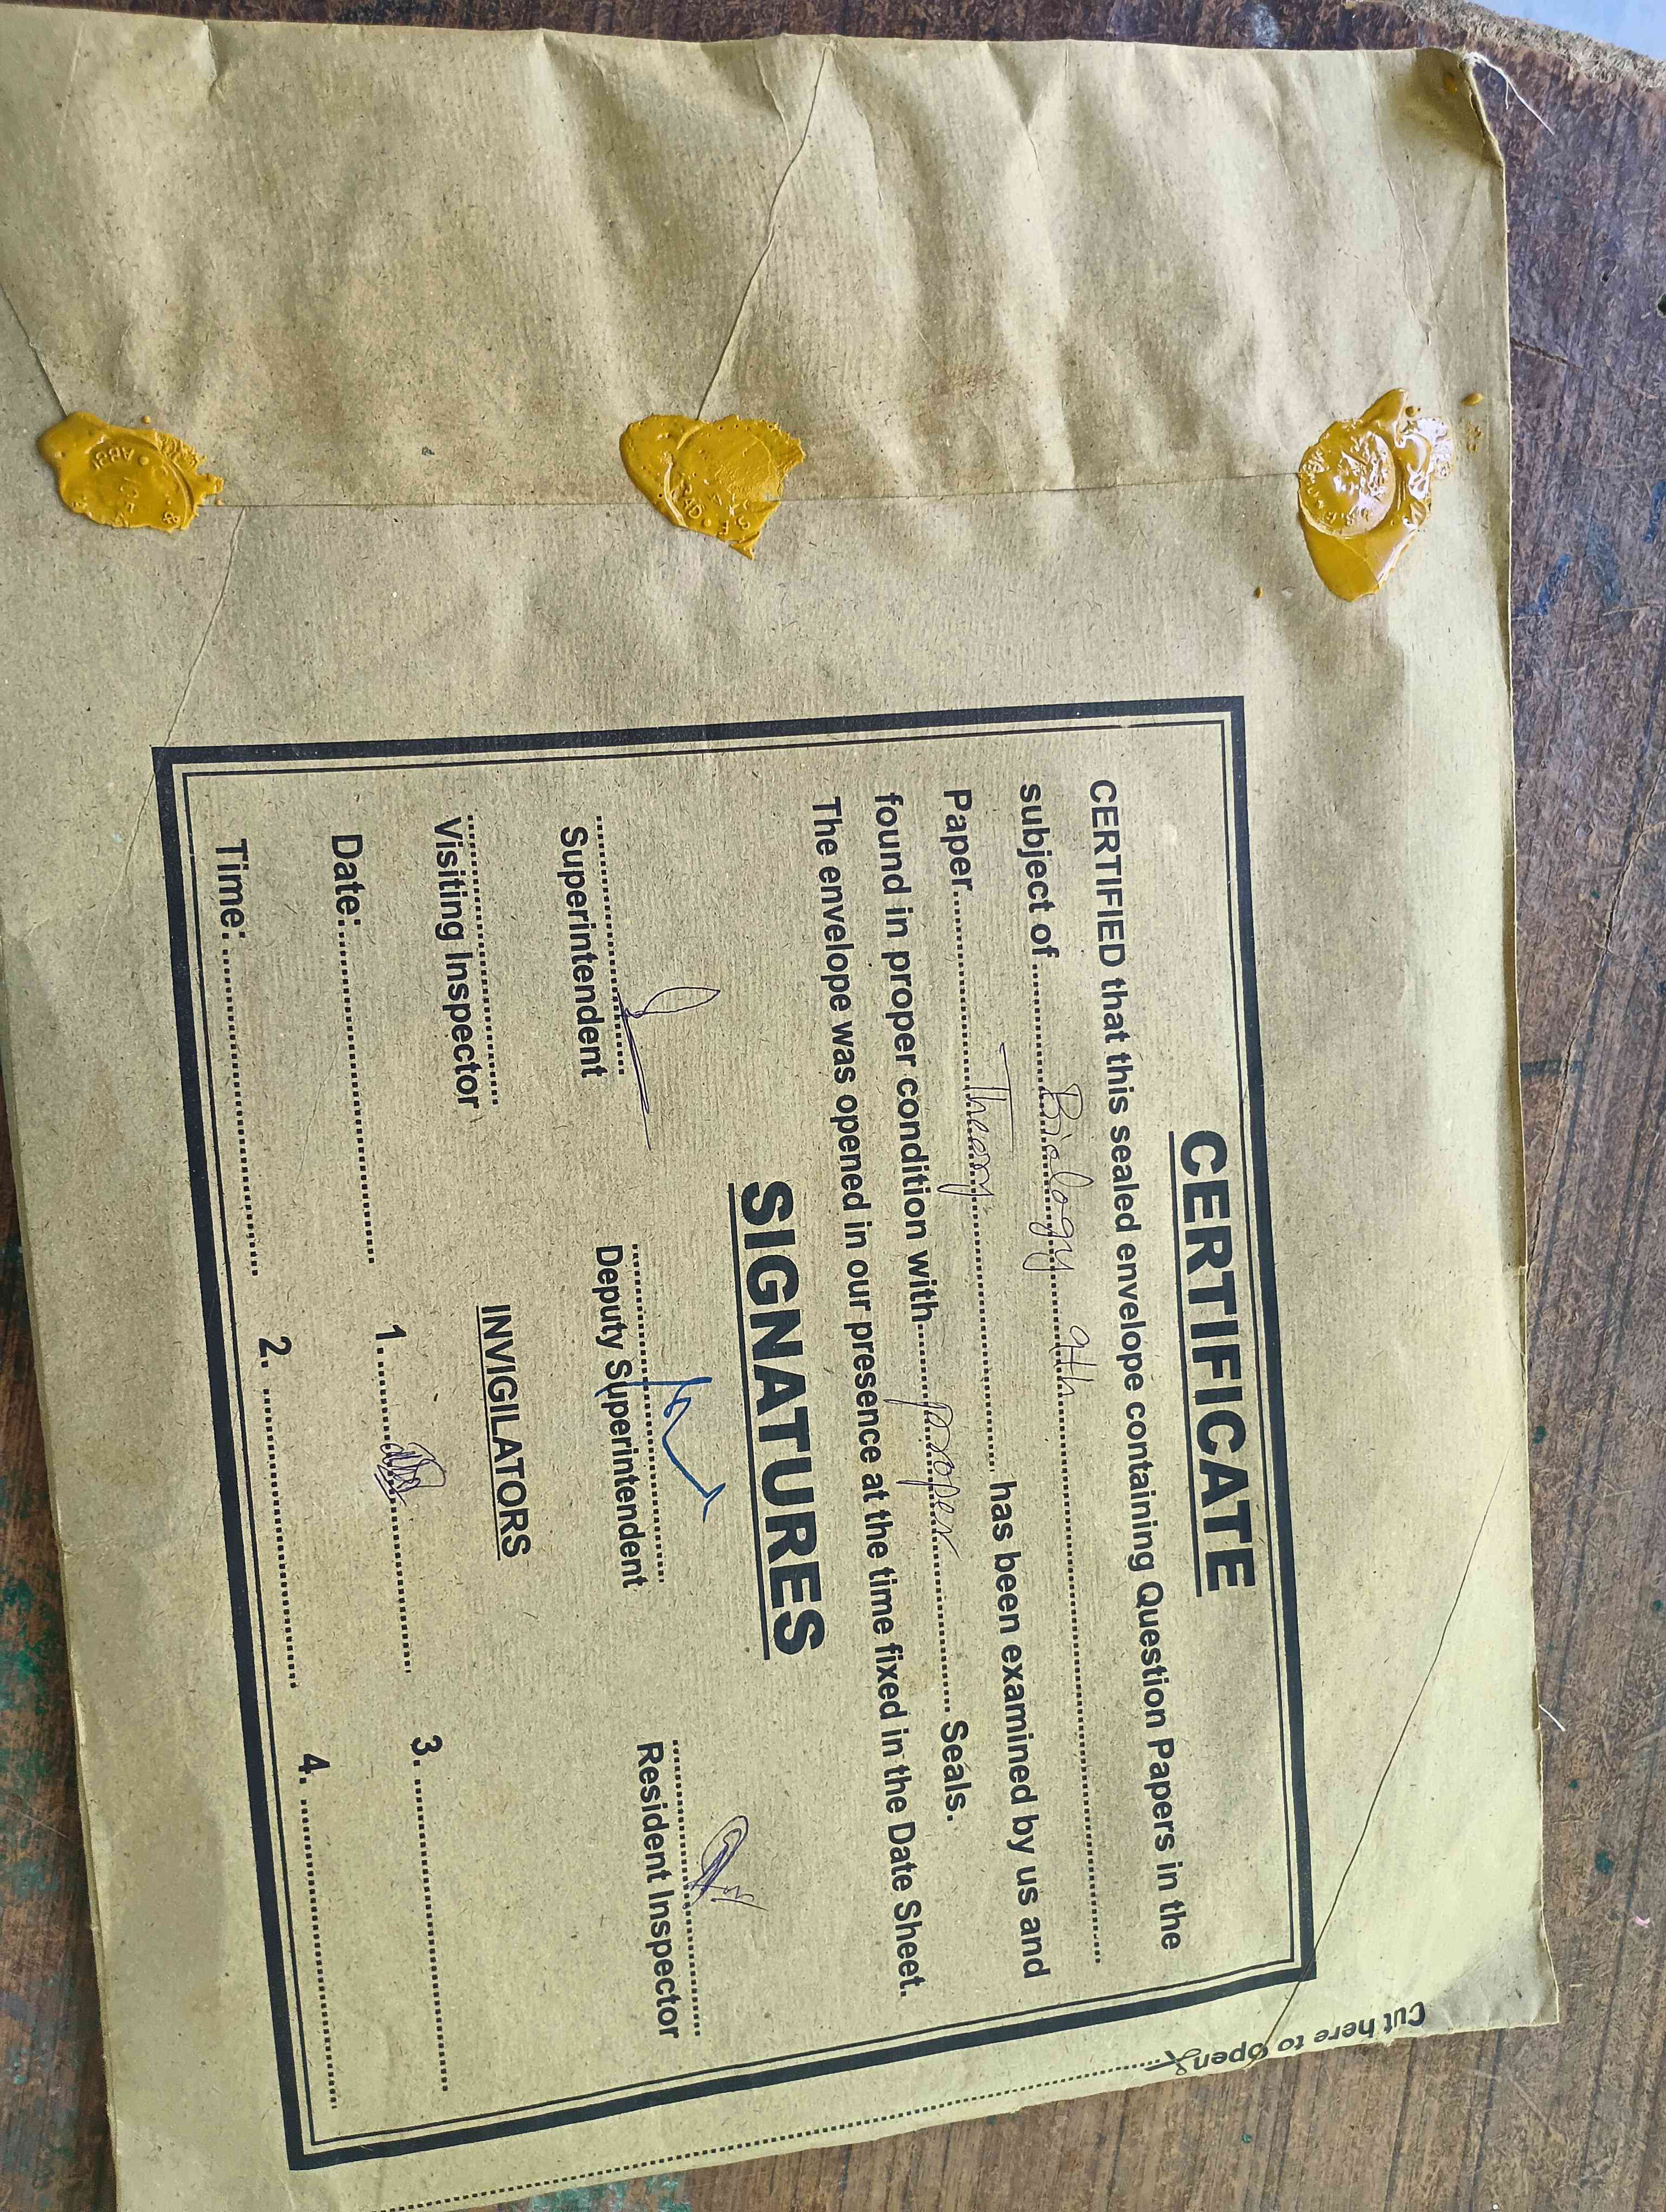 CERTIFICATE
CERTIFIED that this sealed envelope containing Question Papers in the
subject of ........ Biology 9th ........
Paper ........ Theory ........ has been examined by us and
found in proper condition with ........ proper ........ Seals.
The envelope was opened in our presence at the time fixed in the Date Sheet.
SIGNATURES
Superintendent Deputy Superintendent Resident Inspector
Visiting Inspector
INVIGILATORS
Date: ........ 1. ........ 3. ........
Time: ........ 2. ........ 4. ........
Cut here to open